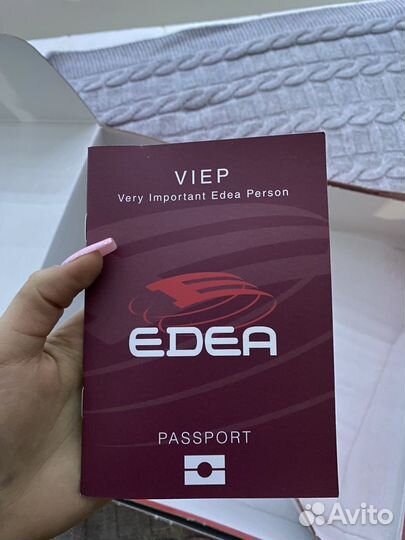 VIEP
Very Important Edea Person
EDEA
PASSPORT
Avito